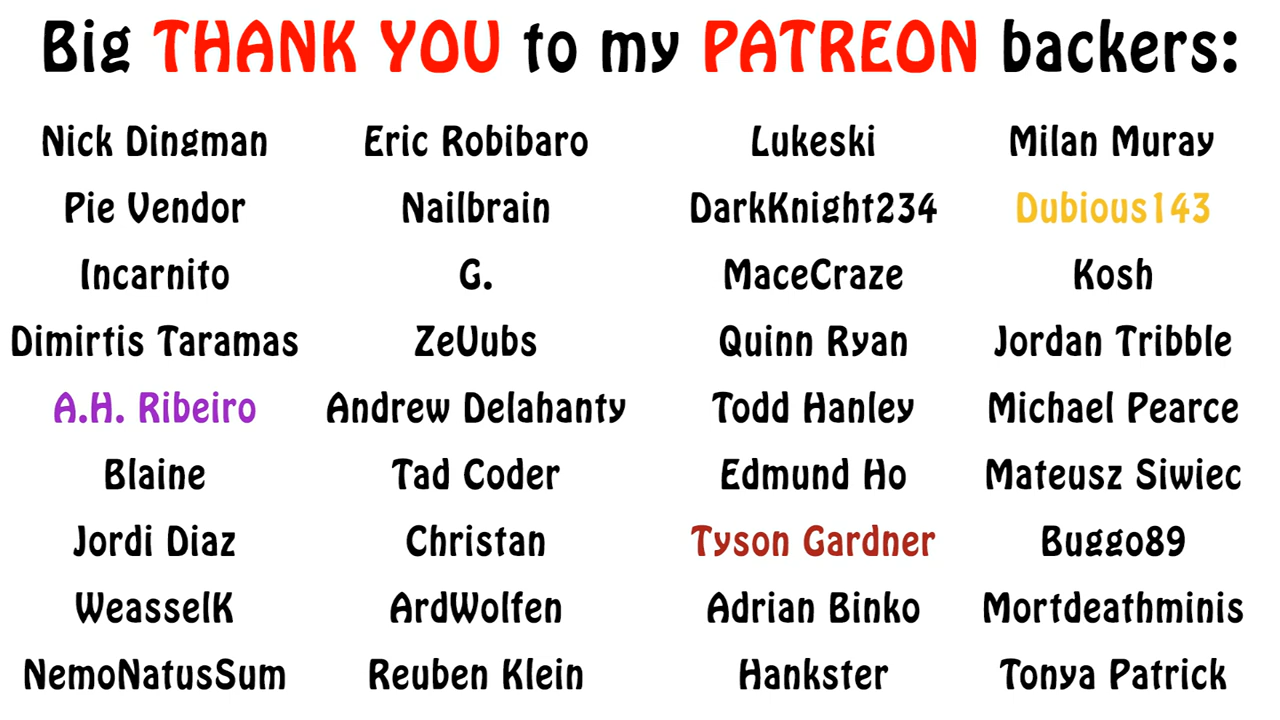 Big THANK YOU to my PATREON backers:
Nick Dingman Eric Robibaro Lukeski Milan Muray
Pie Vendor Nailbrain DarkKnight234 Dubious143
Incarnito G. MaceCraze Kosh
Dimirtis Taramas ZeVubs Quinn Ryan Jordan Tribble
A.H. Ribeiro Andrew Delahanty Todd Hanley Michael Pearce
Blaine Tad Coder Edmund Ho Mateusz Siwiec
Jordi Diaz Christan Tyson Gardner Buggo89
WeasselK ArdWolfen Adrian Binko Mortdeathminis
NemoNatusSum Reuben Klein Hankster Tonya Patrick